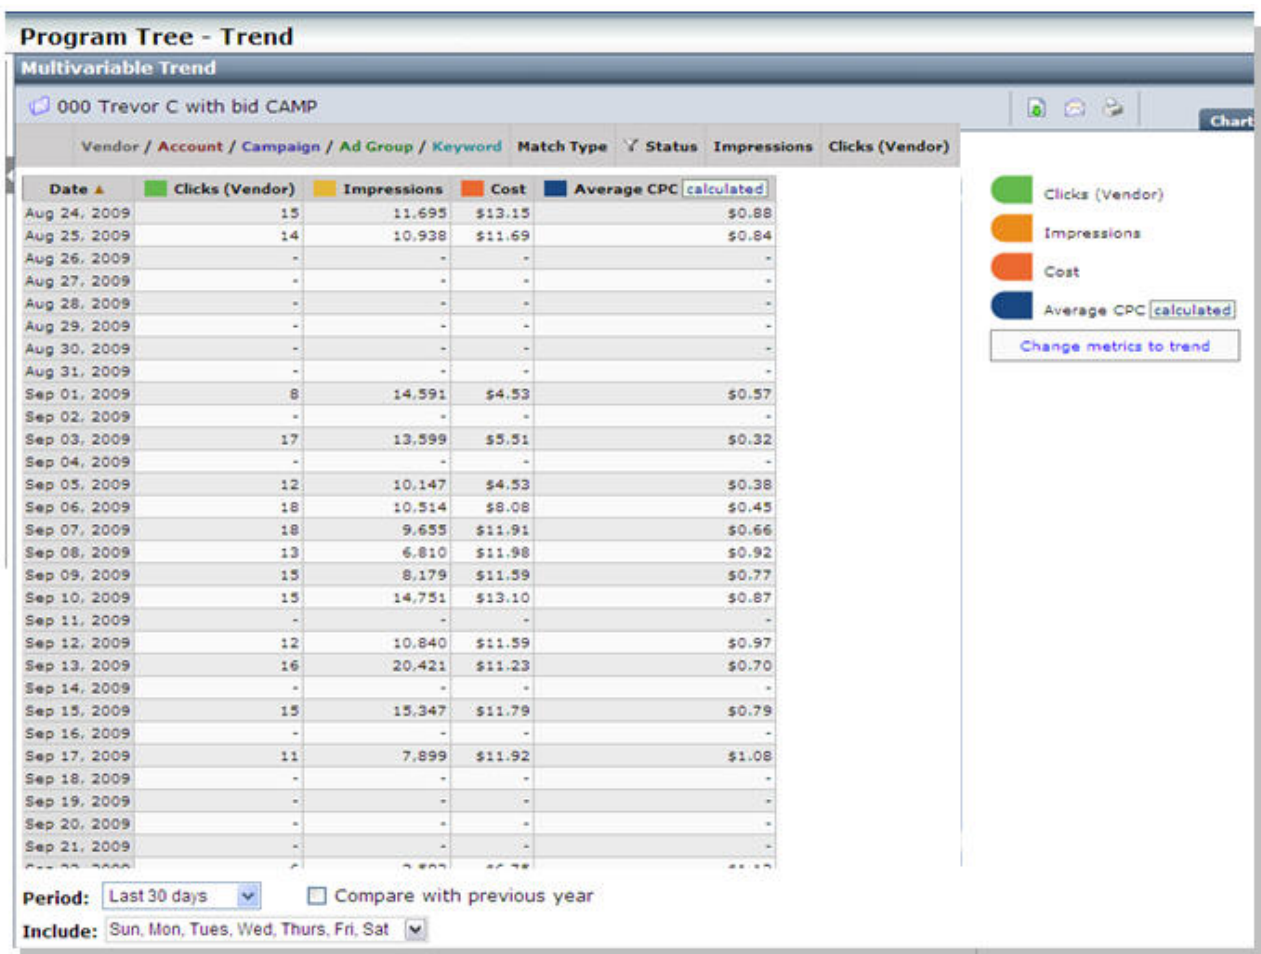 Program Tree - Trend
Multivariable Trend
000 Trevor C with bid CAMP
Chart
Vendor / Account / Campaign / Ad Group / Keyword Match Type Status Impressions Clicks (Vendor)
Date Clicks (Vendor) Impressions Cost Average CPC calculated
Aug 24, 2009 15 11,695 $13.15 $0.88
Aug 25, 2009 14 10,938 $11.69 $0.84
Aug 26, 2009 - - - -
Aug 27, 2009 - - - -
Aug 28, 2009 - - - -
Aug 29, 2009 - - - -
Aug 30, 2009 - - - -
Aug 31, 2009 - - - -
Sep 01, 2009 8 14,591 $4.53 $0.57
Sep 02, 2009 - - - -
Sep 03, 2009 17 13,599 $5.51 $0.32
Sep 04, 2009 - - - -
Sep 05, 2009 12 10,147 $4.53 $0.38
Sep 06, 2009 18 10,514 $8.08 $0.45
Sep 07, 2009 18 9,655 $11.91 $0.66
Sep 08, 2009 13 6,810 $11.98 $0.92
Sep 09, 2009 15 8,179 $11.59 $0.77
Sep 10, 2009 15 14,751 $13.10 $0.87
Sep 11, 2009 - - - -
Sep 12, 2009 12 10,840 $11.59 $0.97
Sep 13, 2009 16 20,421 $11.23 $0.70
Sep 14, 2009 - - - -
Sep 15, 2009 15 15,347 $11.79 $0.79
Sep 16, 2009 - - - -
Sep 17, 2009 11 7,899 $11.92 $1.08
Sep 18, 2009 - - - -
Sep 19, 2009 - - - -
Sep 20, 2009 - - - -
Sep 21, 2009 - - - -
Clicks (Vendor)
Impressions
Cost
Average CPC calculated
Change metrics to trend
Period: Last 30 days Compare with previous year
Include: Sun, Mon, Tues, Wed, Thurs, Fri, Sat